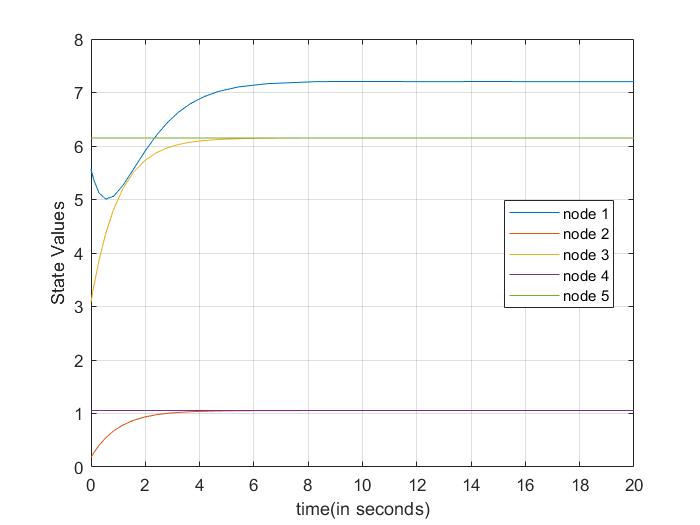 8
7
6
5
4
3
2
1
0
State Values
node 1
node 2
node 3
node 4
node 5
0 2 4 6 8 10 12 14 16 18 20
time(in seconds)